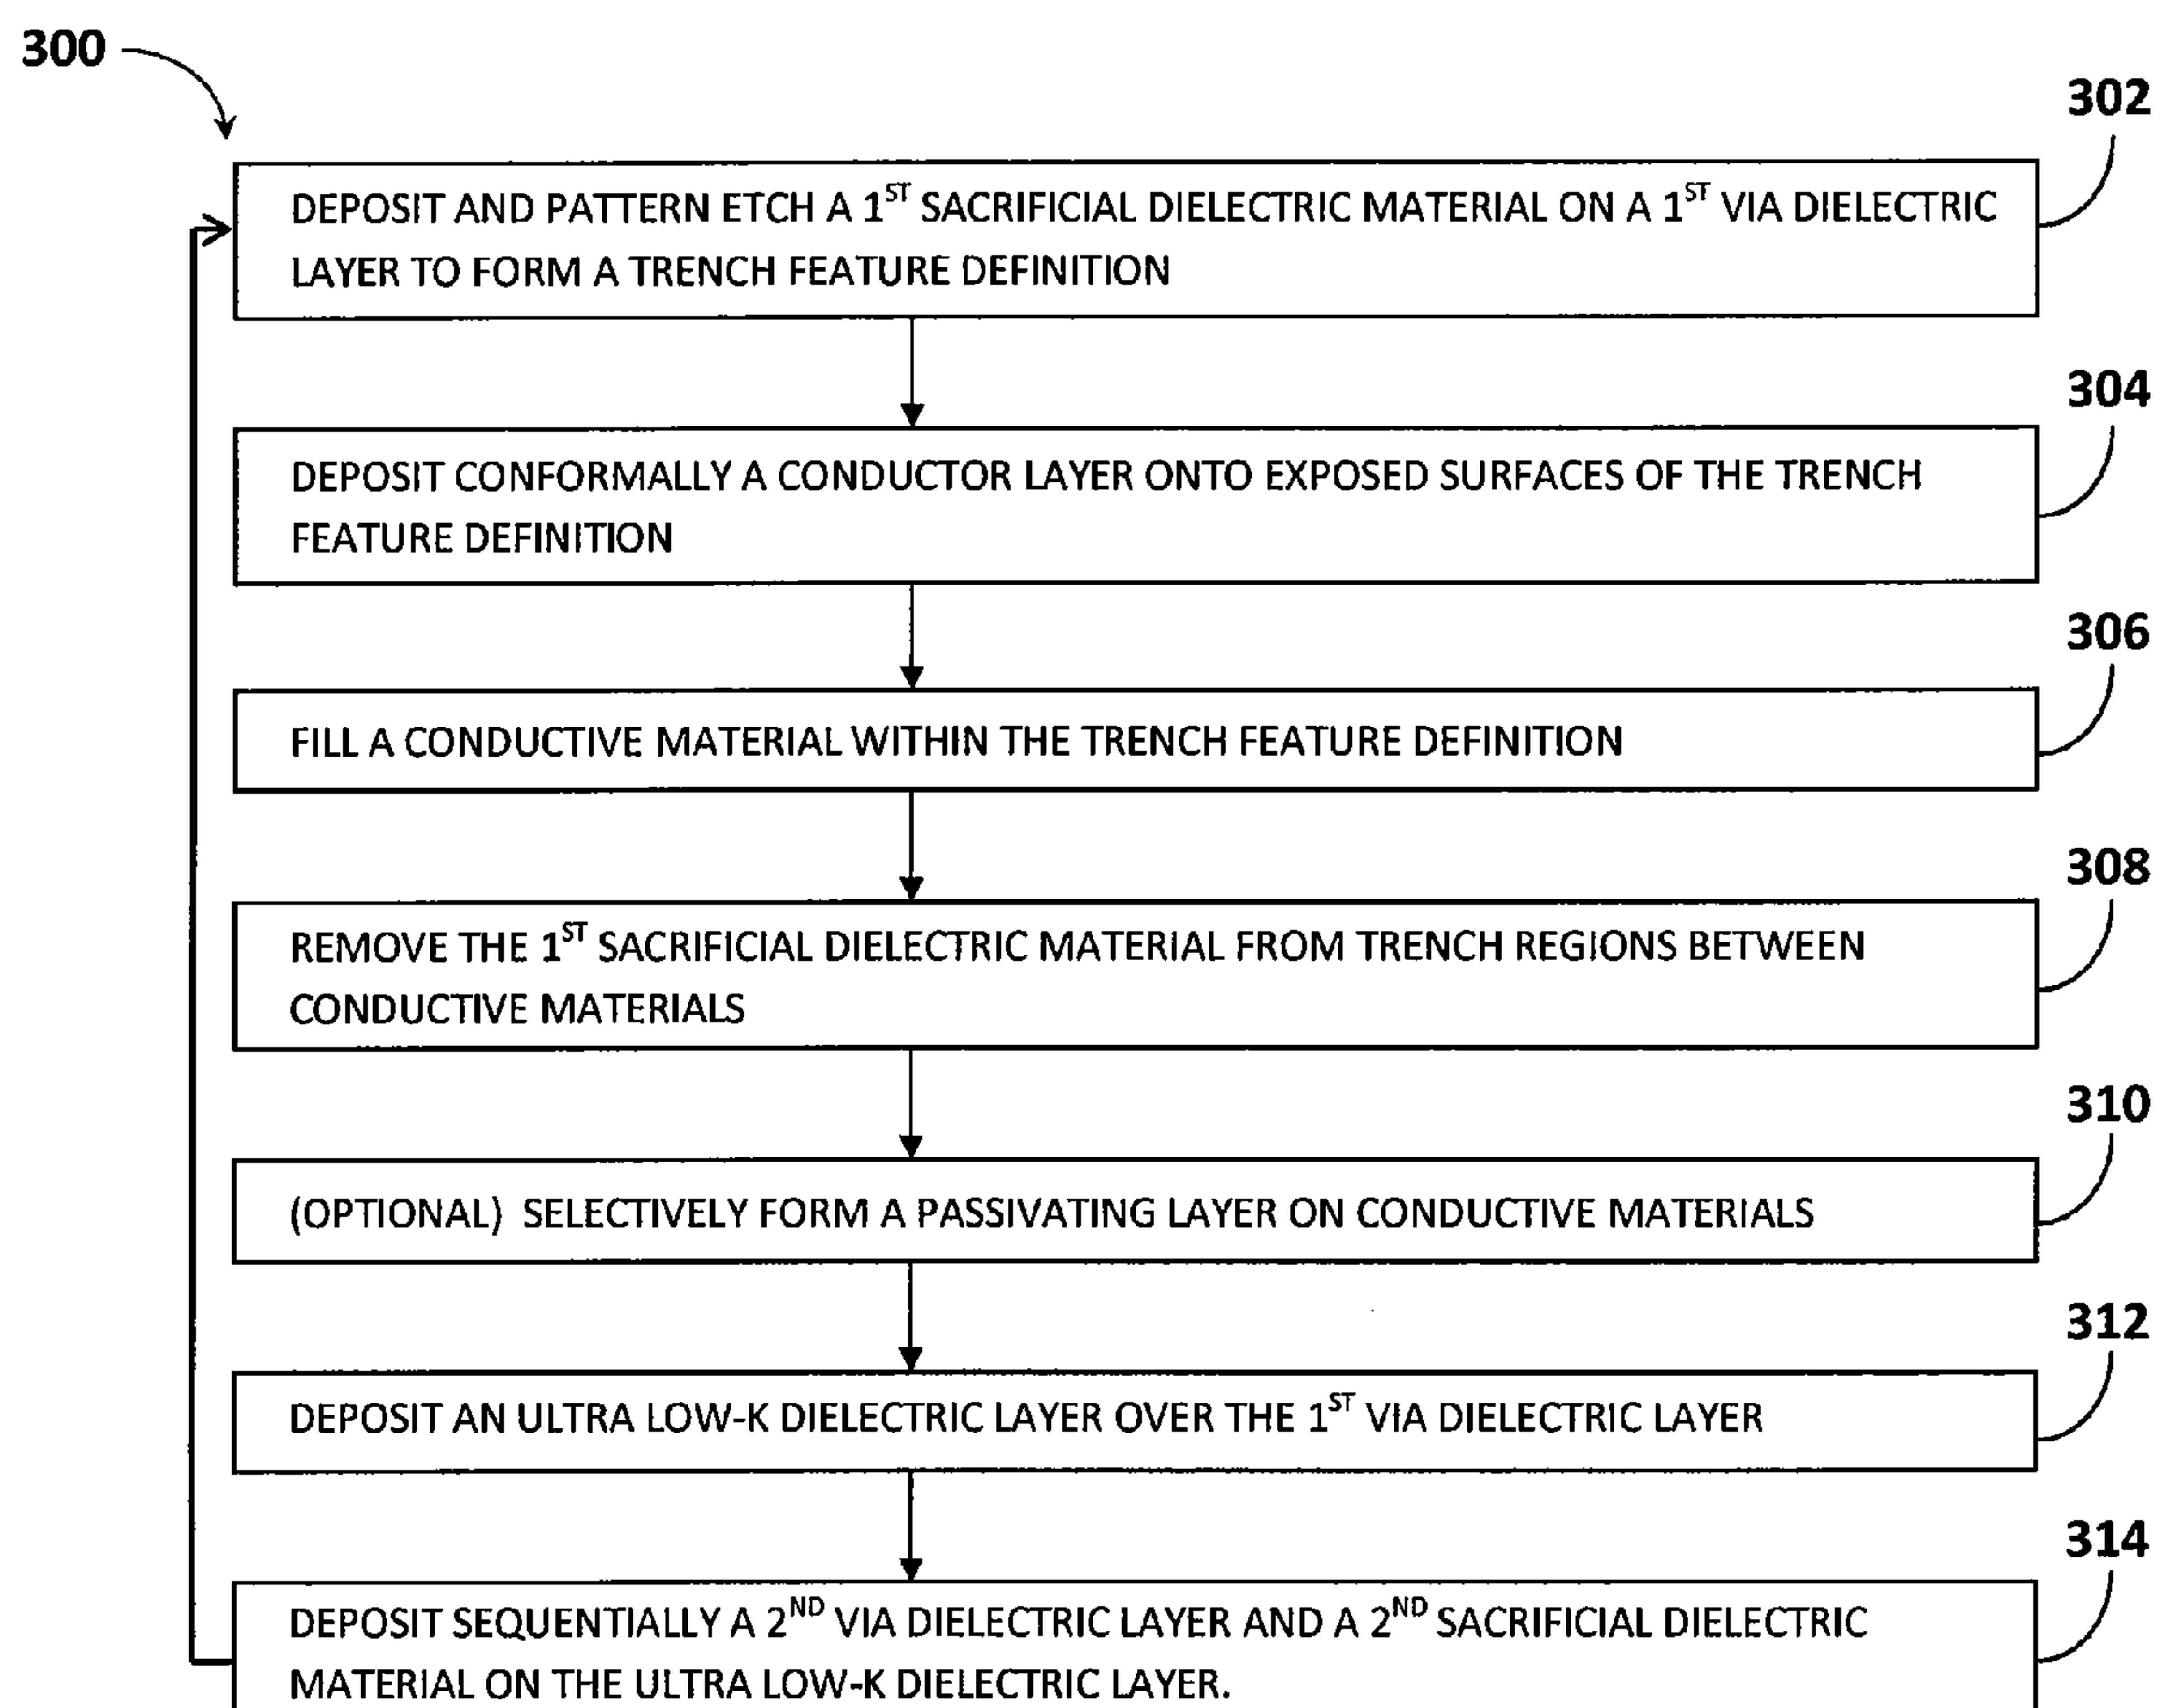 300
302
DEPOSIT AND PATTERN ETCH A 1ST SACRIFICIAL DIELECTRIC MATERIAL ON A 1ST VIA DIELECTRIC
LAYER TO FORM A TRENCH FEATURE DEFINITION
304
DEPOSIT CONFORMALLY A CONDUCTOR LAYER ONTO EXPOSED SURFACES OF THE TRENCH
FEATURE DEFINITION
306
FILL A CONDUCTIVE MATERIAL WITHIN THE TRENCH FEATURE DEFINITION
308
REMOVE THE 1ST SACRIFICIAL DIELECTRIC MATERIAL FROM TRENCH REGIONS BETWEEN
CONDUCTIVE MATERIALS
310
(OPTIONAL) SELECTIVELY FORM A PASSIVATING LAYER ON CONDUCTIVE MATERIALS
312
DEPOSIT AN ULTRA LOW-K DIELECTRIC LAYER OVER THE 1ST VIA DIELECTRIC LAYER
314
DEPOSIT SEQUENTIALLY A 2ND VIA DIELECTRIC LAYER AND A 2ND SACRIFICIAL DIELECTRIC
MATERIAL ON THE ULTRA LOW-K DIELECTRIC LAYER.